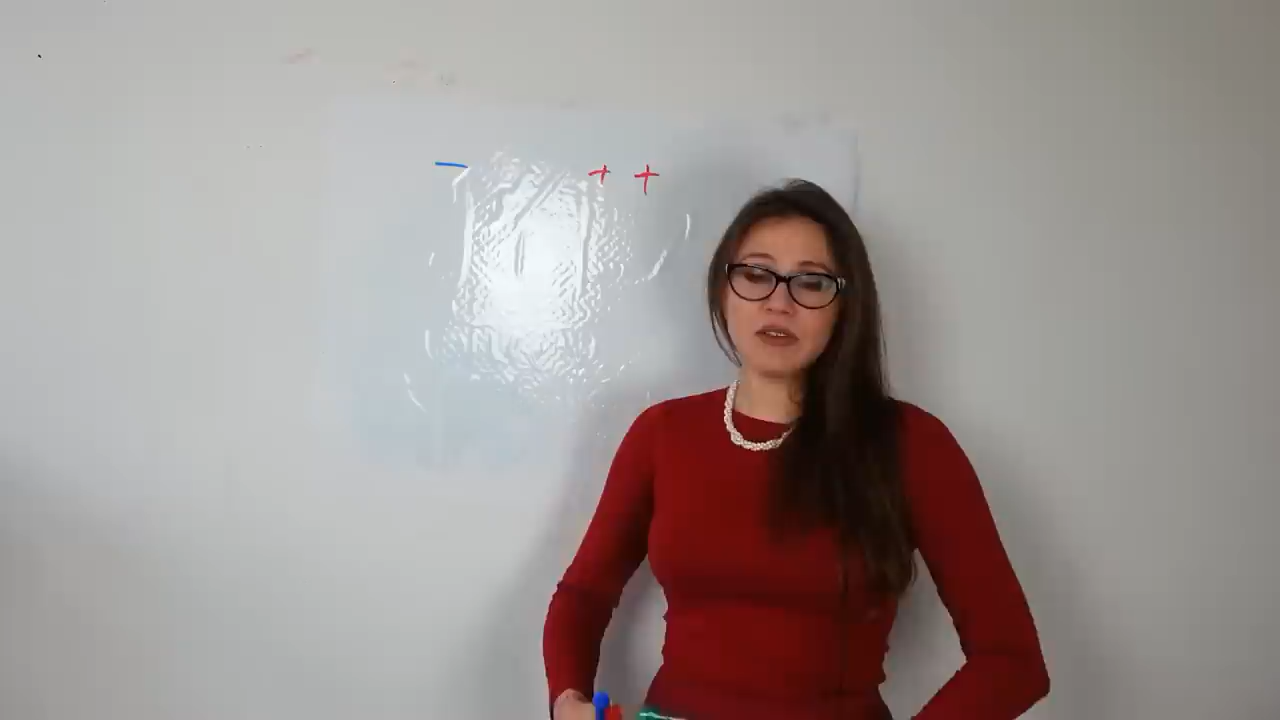 − + +